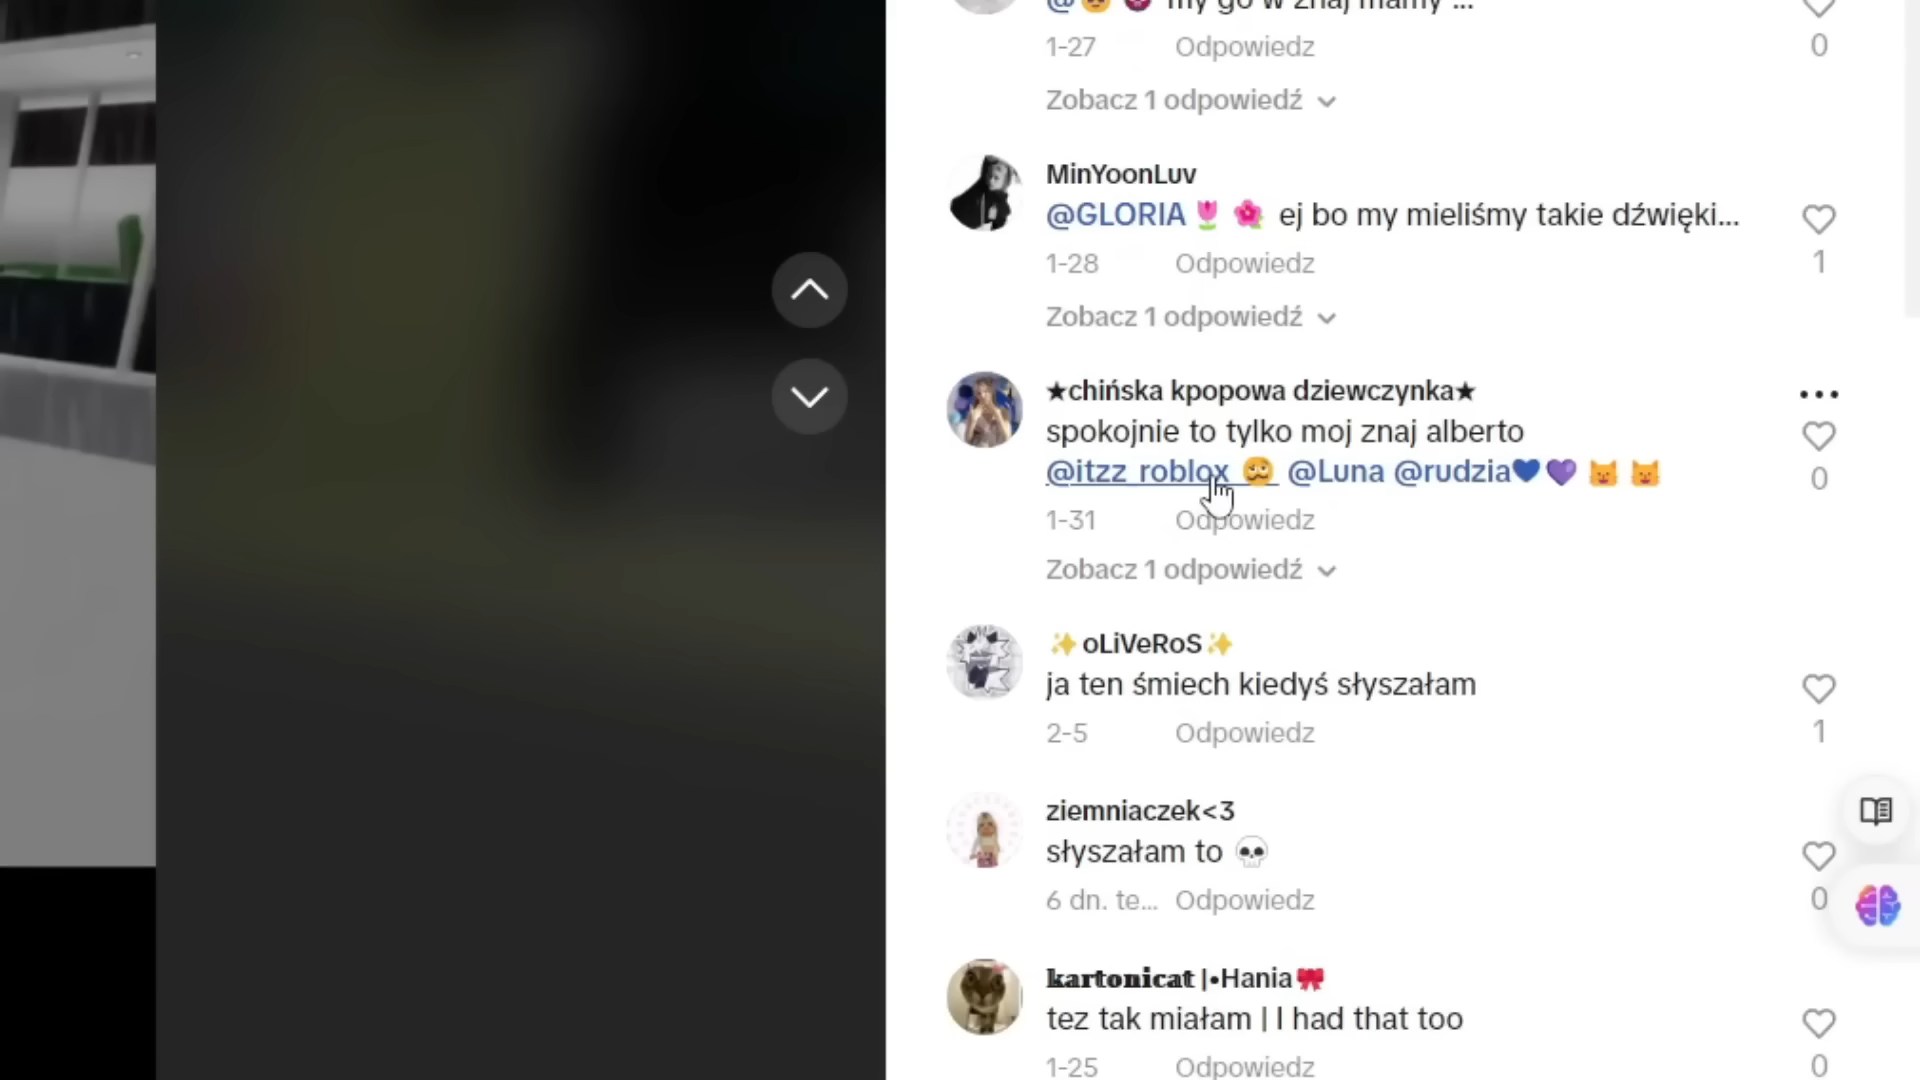 my go w znaj mamy ...
1-27 Odpowiedz
0
Zobacz 1 odpowiedź
MinYoonLuv
@GLORIA🌷🌺 ej bo my mieliśmy takie dźwięki...
1-28 Odpowiedz
1
Zobacz 1 odpowiedź
★chińska kpopowa dziewczynka★
spokojnie to tylko moj znaj alberto
@itzz_roblox_🥴 @Luna @rudzia💙💜😺😺
0
1-31 Odpowiedz
Zobacz 1 odpowiedź
✨oLiVeRoS✨
ja ten śmiech kiedyś słyszałam
2-5 Odpowiedz
1
ziemniaczek<3
słyszałam to 💀
6 dn. te... Odpowiedz
0
𝖐𝖆𝖗𝖙𝖔𝖓𝖎𝖈𝖆𝖙 |•Hania🎀
tez tak miałam | I had that too
1-25 Odpowiedz
0